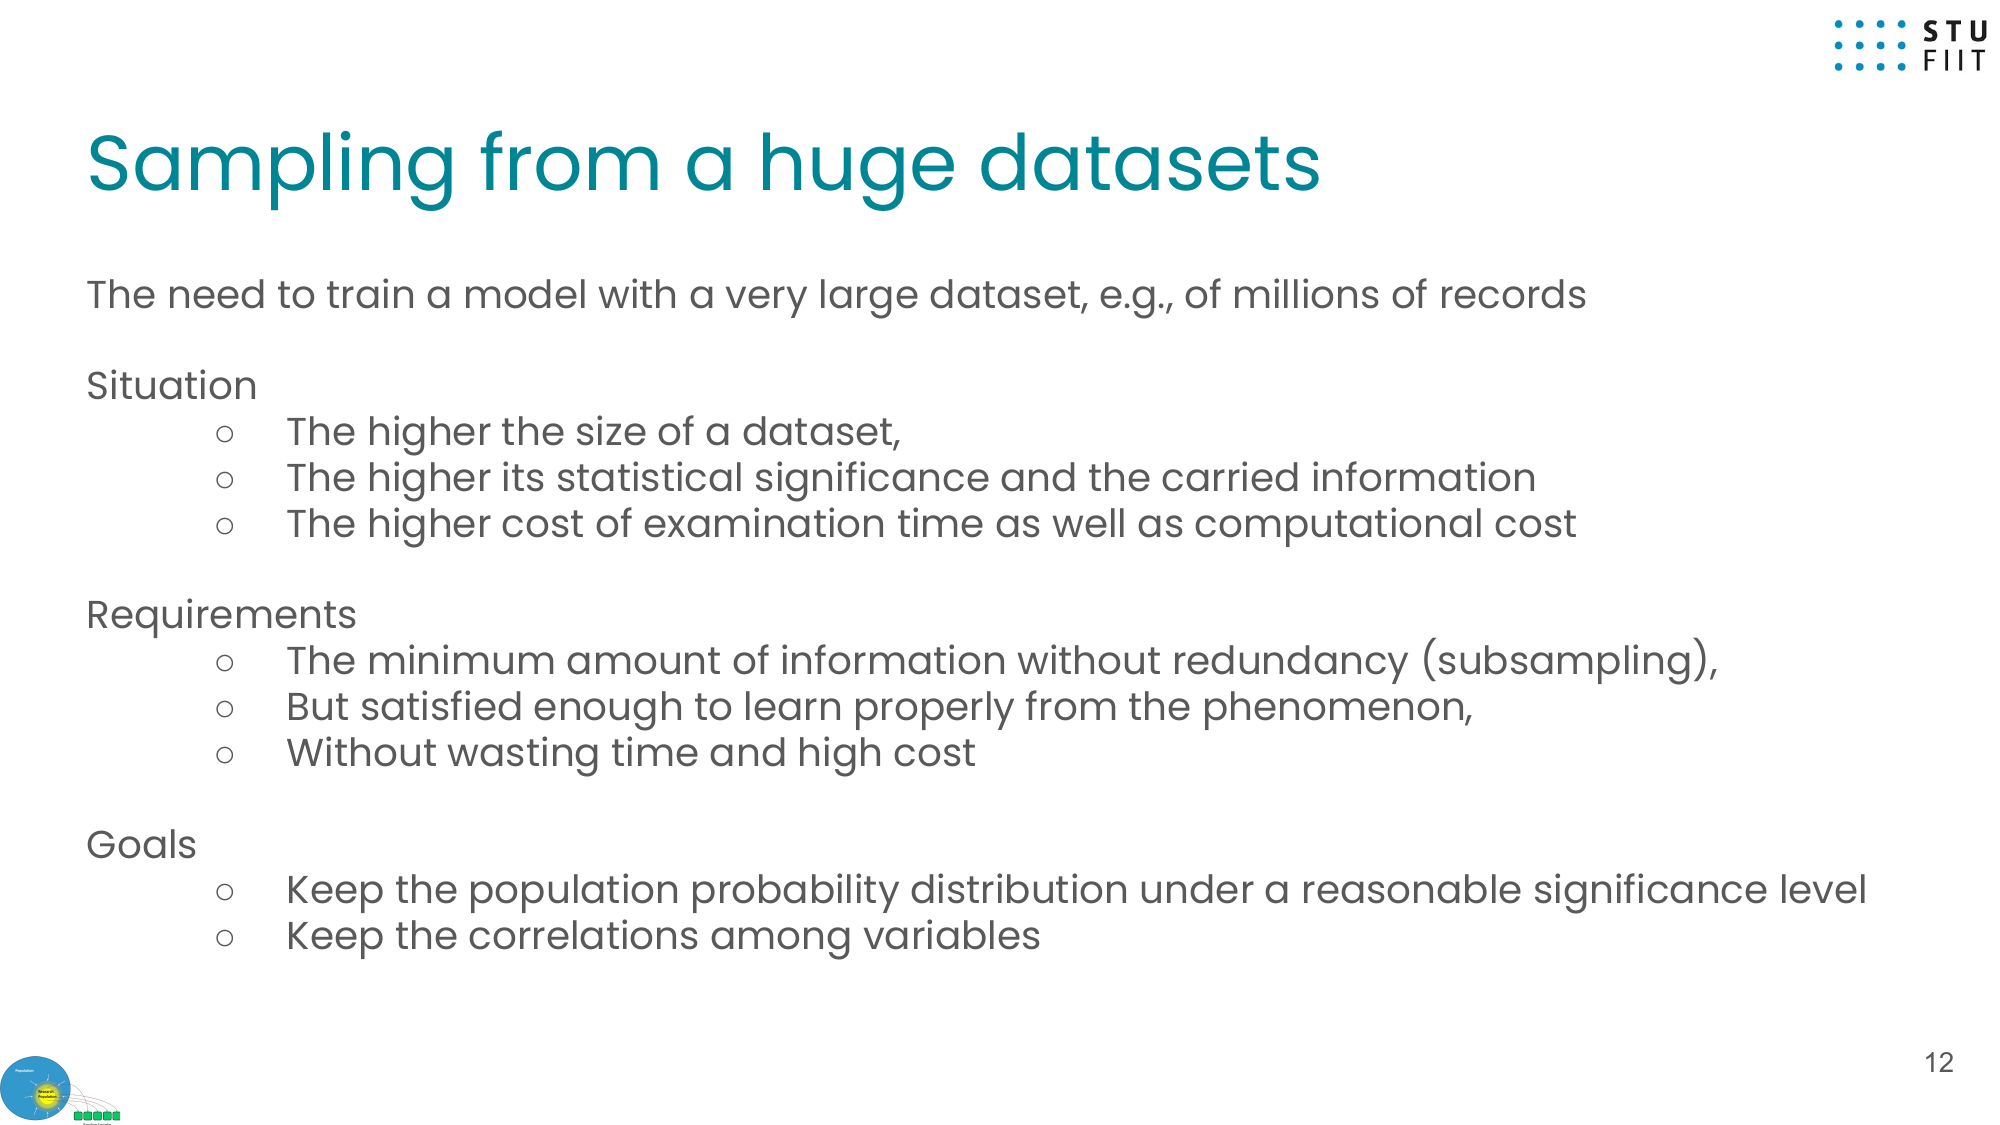 STU
FIIT
Sampling from a huge datasets
The need to train a model with a very large dataset, e.g., of millions of records
Situation
○ The higher the size of a dataset,
○ The higher its statistical significance and the carried information
○ The higher cost of examination time as well as computational cost
Requirements
○ The minimum amount of information without redundancy (subsampling),
○ But satisfied enough to learn properly from the phenomenon,
○ Without wasting time and high cost
Goals
○ Keep the population probability distribution under a reasonable significance level
○ Keep the correlations among variables
Population
Research
Population
12